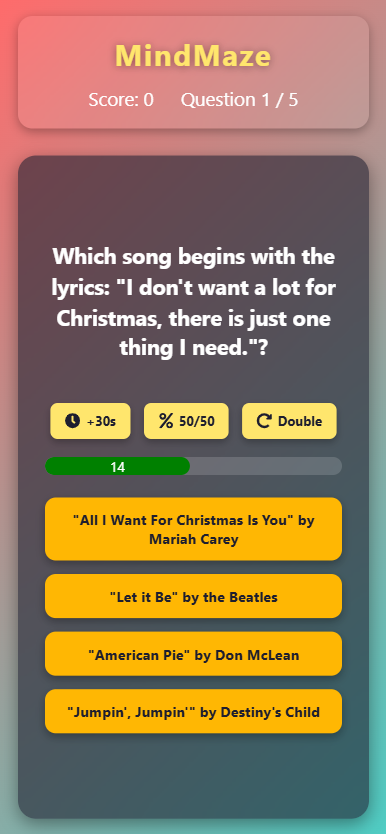 MindMaze
Score: 0 Question 1 / 5
Which song begins with the
lyrics: "I don't want a lot for
Christmas, there is just one
thing I need."?
+30s 50/50 Double
14
"All I Want For Christmas Is You" by
Mariah Carey
"Let it Be" by the Beatles
"American Pie" by Don McLean
"Jumpin', Jumpin'" by Destiny's Child